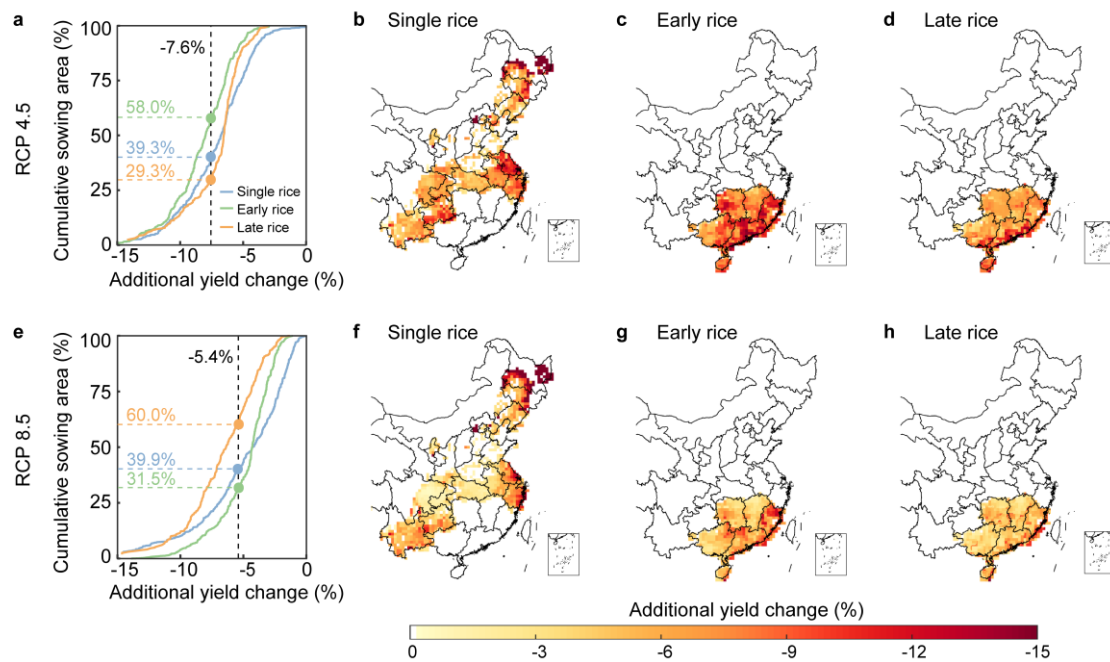 a
b Single rice
c Early rice
d Late rice
RCP 4.5
Cumulative sowing area (%)
100
75
50
25
0
-7.6%
58.0%
39.3%
29.3%
Single rice
Early rice
Late rice
-15
-10
-5
0
Additional yield change (%)
e
f Single rice
g Early rice
h Late rice
RCP 8.5
Cumulative sowing area (%)
100
75
50
25
0
-5.4%
60.0%
39.9%
31.5%
-15
-10
-5
0
Additional yield change (%)
Additional yield change (%)
0
-3
-6
-9
-12
-15